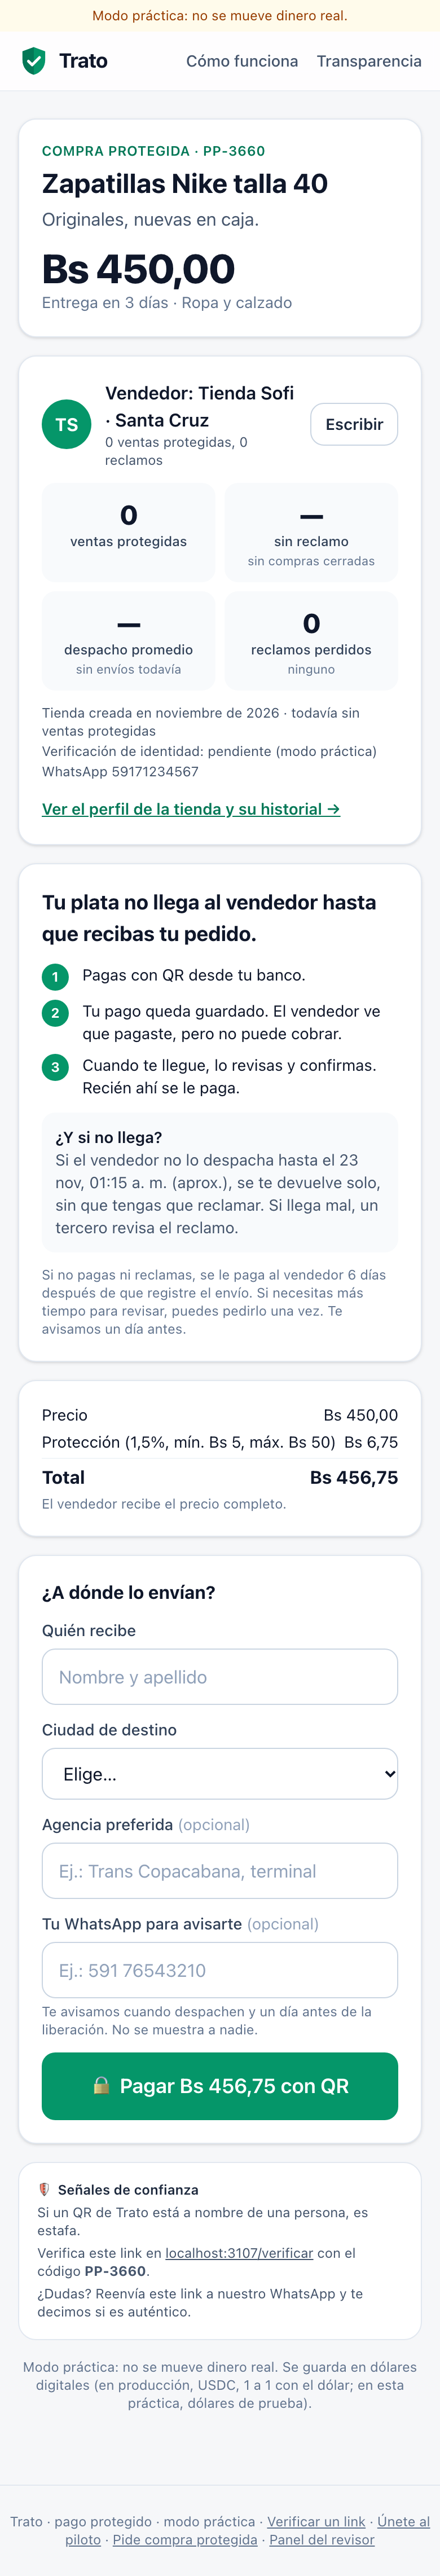 Modo práctica: no se mueve dinero real.
Trato
Cómo funciona
Transparencia
COMPRA PROTEGIDA · PP-3660
Zapatillas Nike talla 40
Originales, nuevas en caja.
Bs 450,00
Entrega en 3 días · Ropa y calzado
TS
Vendedor: Tienda Sofi
· Santa Cruz
0 ventas protegidas, 0
reclamos
Escribir
0
ventas protegidas
—
sin reclamo
sin compras cerradas
—
despacho promedio
sin envíos todavía
0
reclamos perdidos
ninguno
Tienda creada en noviembre de 2026 · todavía sin
ventas protegidas
Verificación de identidad: pendiente (modo práctica)
WhatsApp 59171234567
Ver el perfil de la tienda y su historial →
Tu plata no llega al vendedor hasta
que recibas tu pedido.
1 Pagas con QR desde tu banco.
2 Tu pago queda guardado. El vendedor ve
que pagaste, pero no puede cobrar.
3 Cuando te llegue, lo revisas y confirmas.
Recién ahí se le paga.
¿Y si no llega?
Si el vendedor no lo despacha hasta el 23
nov, 01:15 a. m. (aprox.), se te devuelve solo,
sin que tengas que reclamar. Si llega mal, un
tercero revisa el reclamo.
Si no pagas ni reclamas, se le paga al vendedor 6 días
después de que registre el envío. Si necesitas más
tiempo para revisar, puedes pedirlo una vez. Te
avisamos un día antes.
Precio Bs 450,00
Protección (1,5%, mín. Bs 5, máx. Bs 50) Bs 6,75
Total Bs 456,75
El vendedor recibe el precio completo.
¿A dónde lo envían?
Quién recibe
Nombre y apellido
Ciudad de destino
Elige...
Agencia preferida (opcional)
Ej.: Trans Copacabana, terminal
Tu WhatsApp para avisarte (opcional)
Ej.: 591 76543210
Te avisamos cuando despachen y un día antes de la
liberación. No se muestra a nadie.
Pagar Bs 456,75 con QR
Señales de confianza
Si un QR de Trato está a nombre de una persona, es
estafa.
Verifica este link en localhost:3107/verificar con el
código PP-3660.
¿Dudas? Reenvía este link a nuestro WhatsApp y te
decimos si es auténtico.
Modo práctica: no se mueve dinero real. Se guarda en dólares
digitales (en producción, USDC, 1 a 1 con el dólar; en esta
práctica, dólares de prueba).
Trato · pago protegido · modo práctica · Verificar un link · Únete al
piloto · Pide compra protegida · Panel del revisor